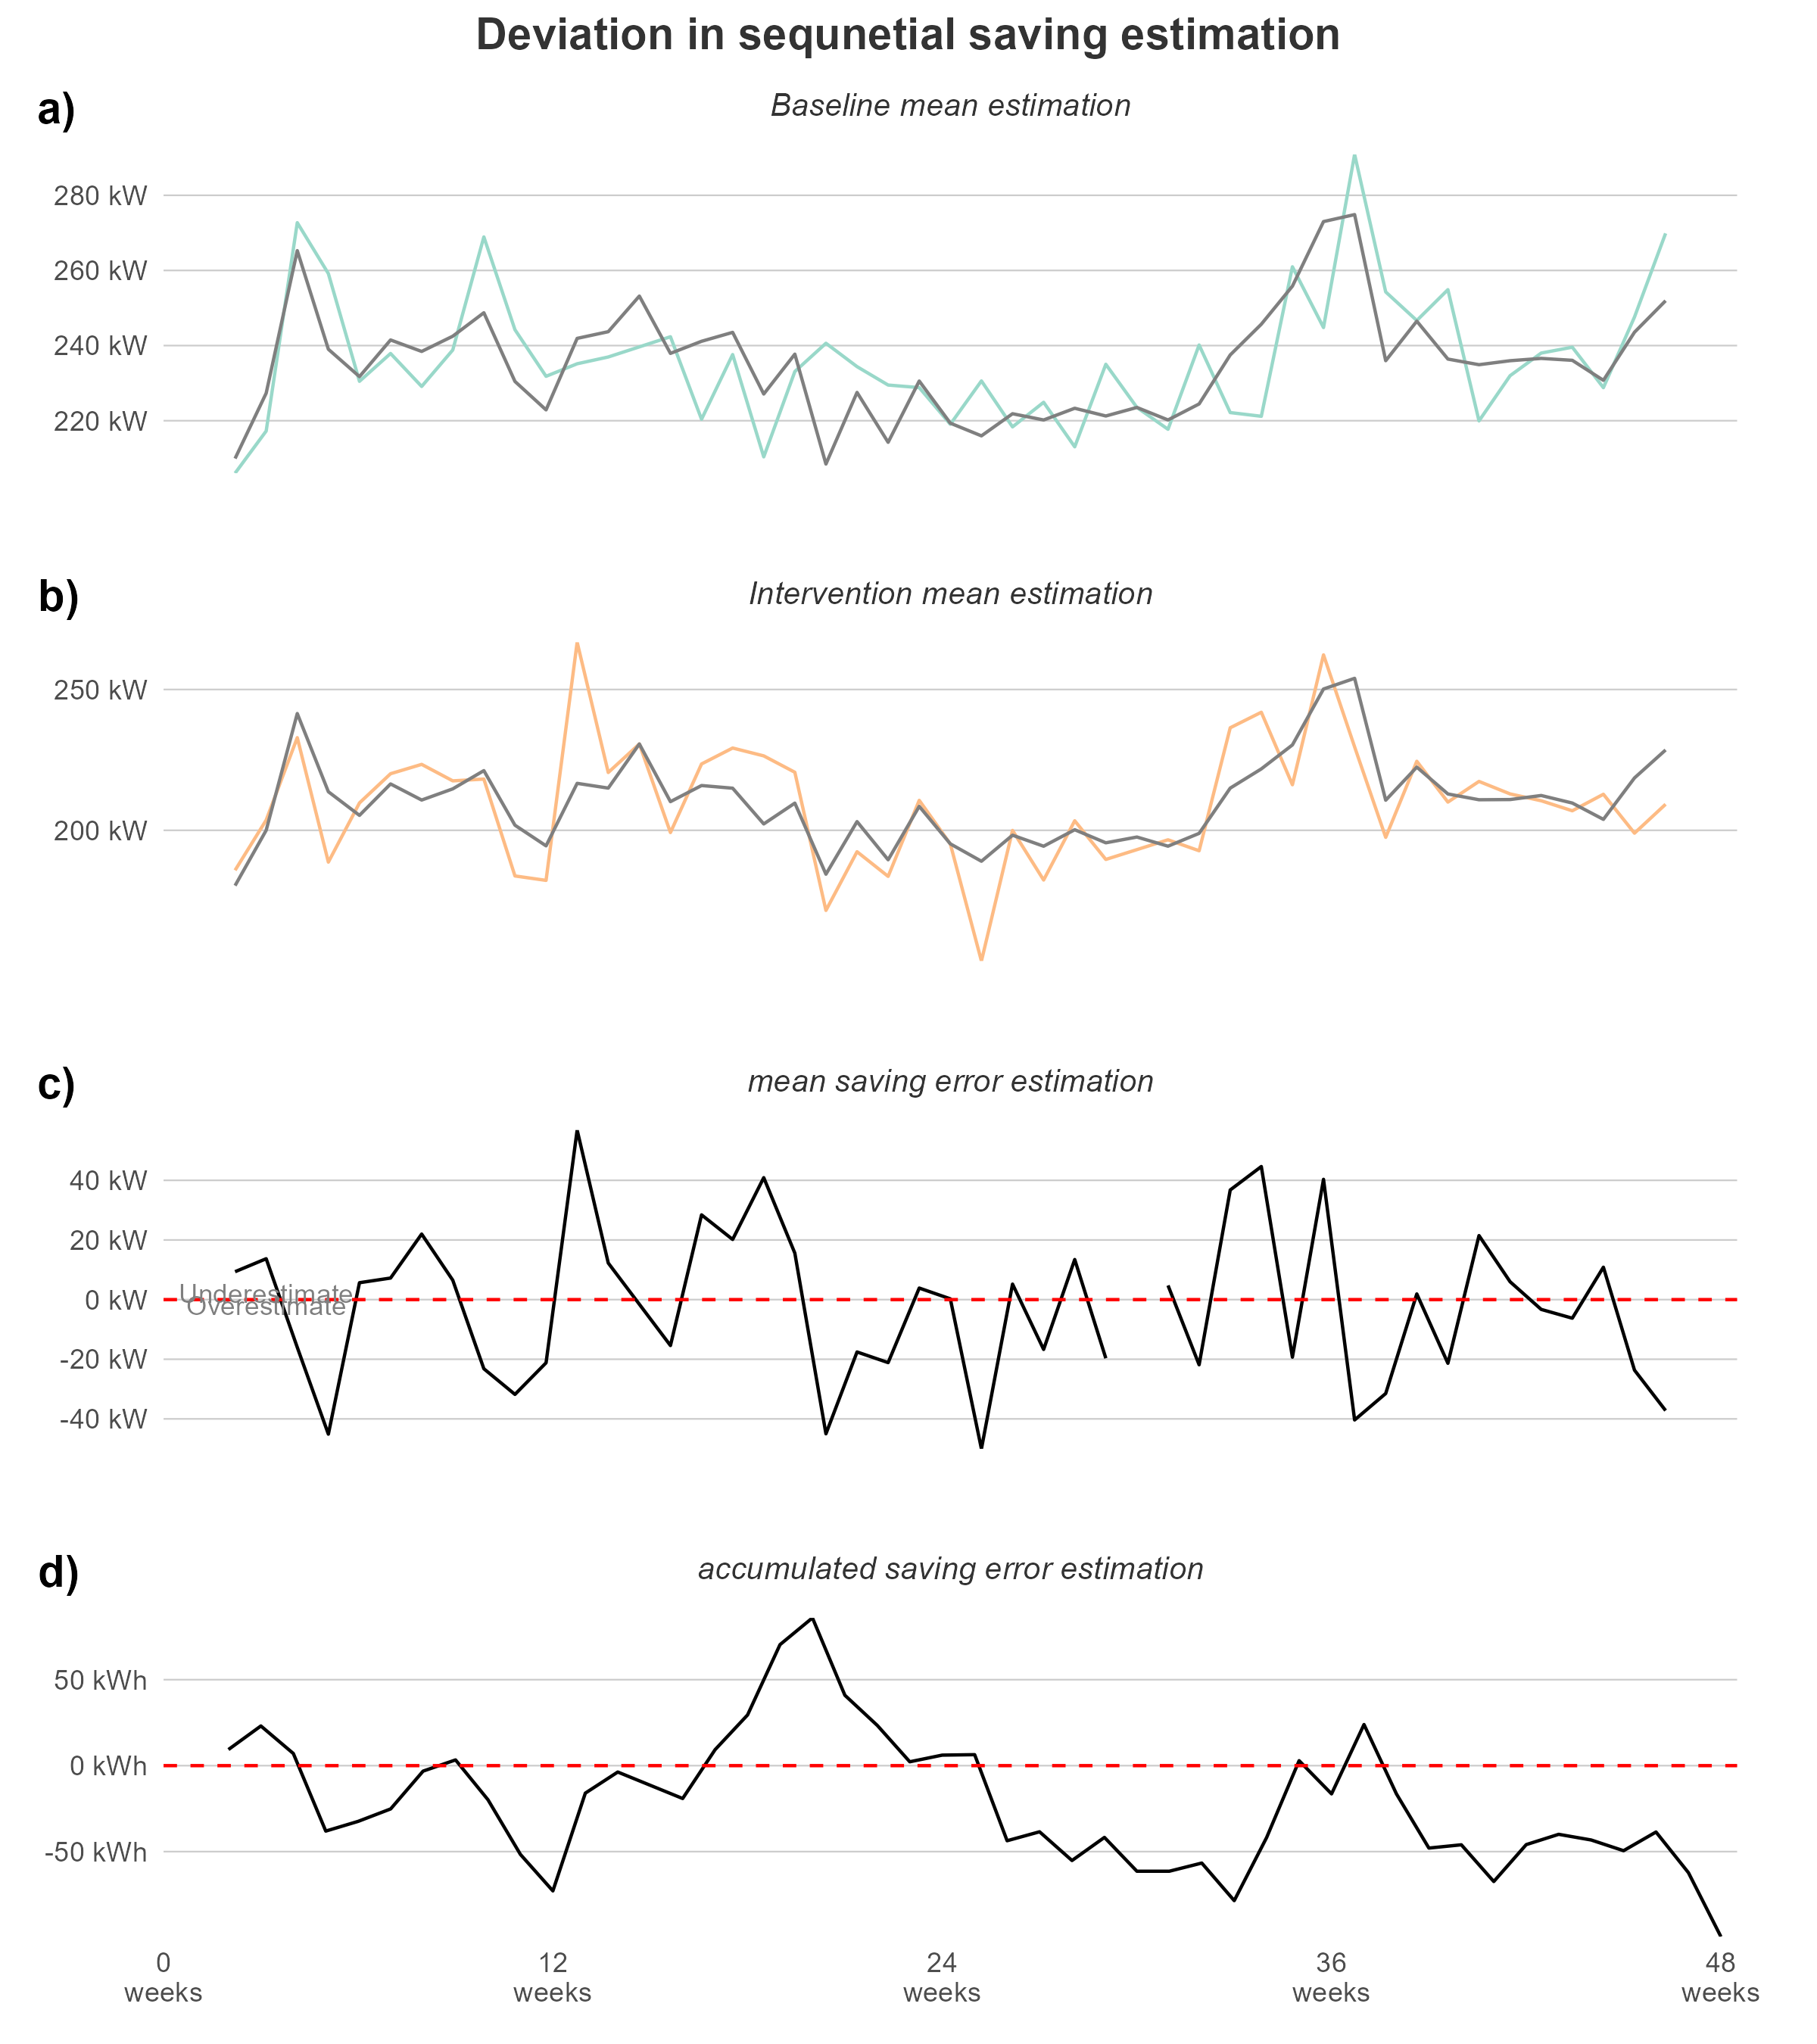 Deviation in sequnetial saving estimation
a)
Baseline mean estimation
280 kW
260 kW
240 kW
220 kW
b)
Intervention mean estimation
250 kW
200 kW
c)
mean saving error estimation
40 kW
20 kW
Underestimate
0 kW
Overestimate
-20 kW
-40 kW
d)
accumulated saving error estimation
50 kWh
0 kWh
-50 kWh
0 12 24 36 48
weeks weeks weeks weeks weeks